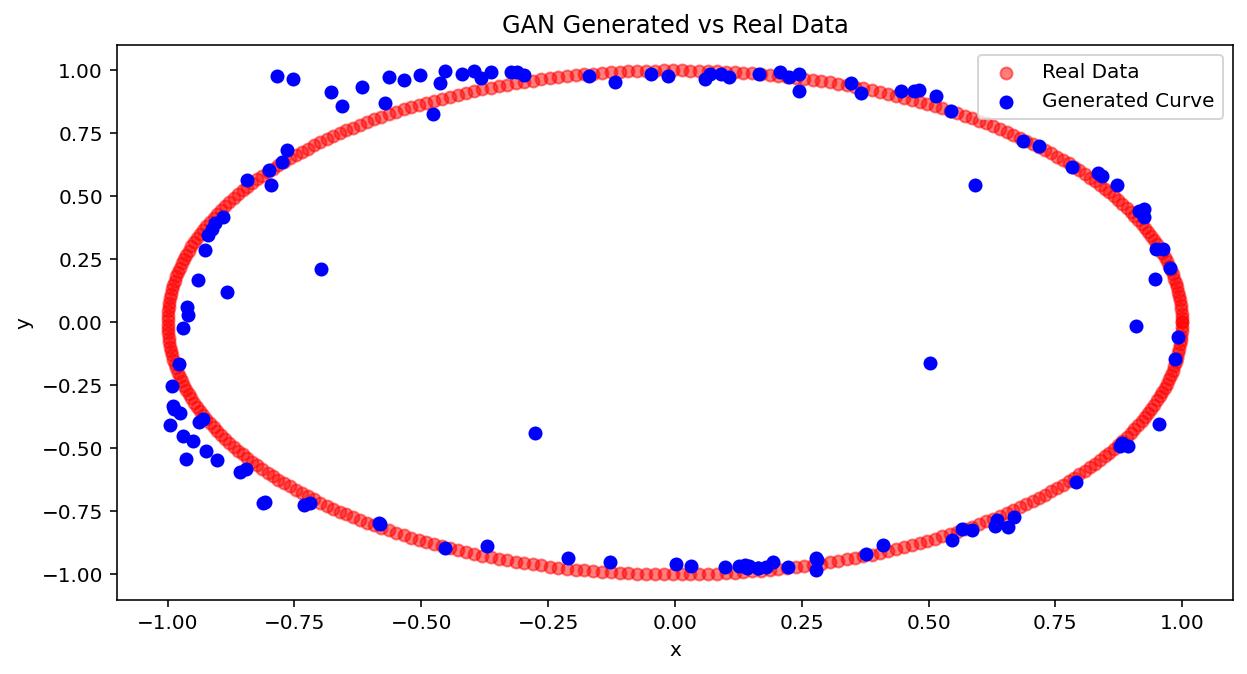 GAN Generated vs Real Data
Real Data
Generated Curve
1.00
0.75
0.50
0.25
0.00
−0.25
−0.50
−0.75
−1.00
y
−1.00 −0.75 −0.50 −0.25 0.00 0.25 0.50 0.75 1.00
x